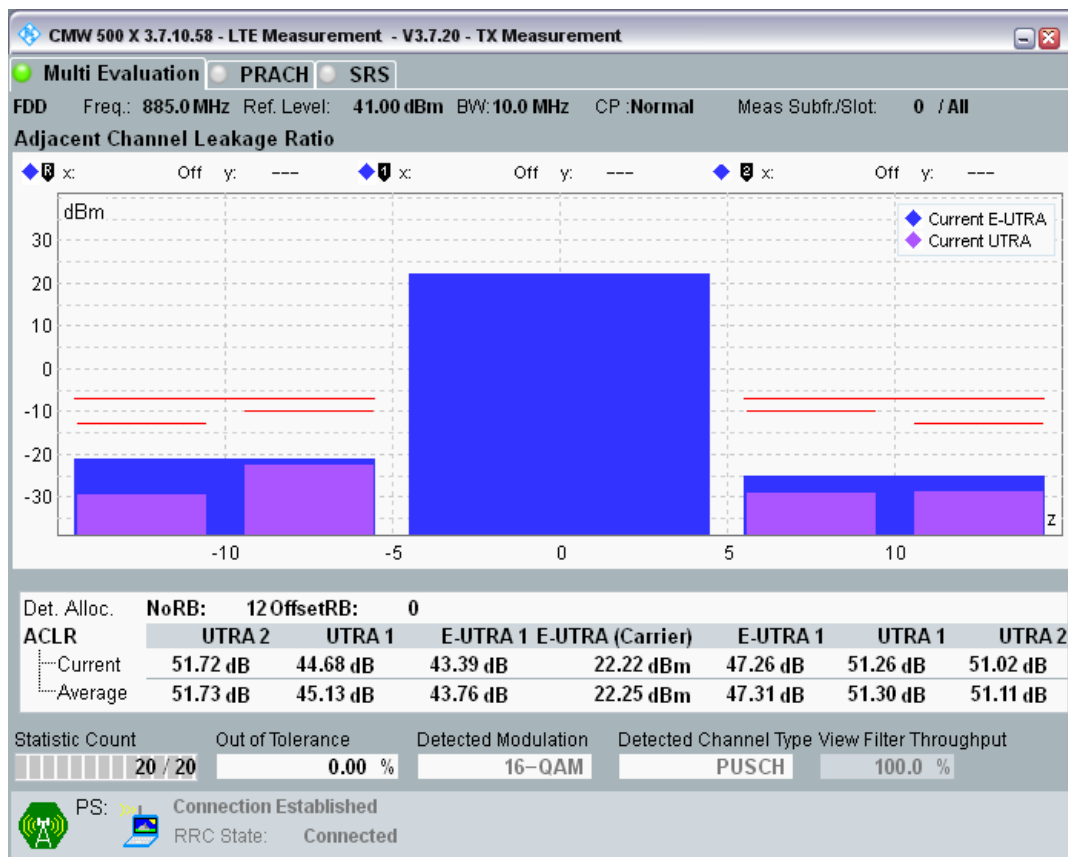 CMW 500 X 3.7.10.58 - LTE Measurement - V3.7.20 - TX Measurement
Multi Evaluation PRACH SRS
FDD Freq.: 885.0 MHz Ref. Level: 41.00 dBm BW: 10.0 MHz CP :Normal Meas Subfr./Slot: 0 / All
Adjacent Channel Leakage Ratio
R x: Off y: --- 1 x: Off y: --- 2 x: Off y: ---
dBm
Current E-UTRA
Current UTRA
30
20
10
0
-10
-20
-30
z
-10 -5 0 5 10
Det. Alloc. NoRB: 12 OffsetRB: 0
ACLR UTRA 2 UTRA 1 E-UTRA 1 E-UTRA (Carrier) E-UTRA 1 UTRA 1 UTRA 2
Current 51.72 dB 44.68 dB 43.39 dB 22.22 dBm 47.26 dB 51.26 dB 51.02 dB
Average 51.73 dB 45.13 dB 43.76 dB 22.25 dBm 47.31 dB 51.30 dB 51.11 dB
Statistic Count Out of Tolerance Detected Modulation Detected Channel Type View Filter Throughput
20 / 20 0.00 % 16-QAM PUSCH 100.0 %
PS: Connection Established
RRC State: Connected